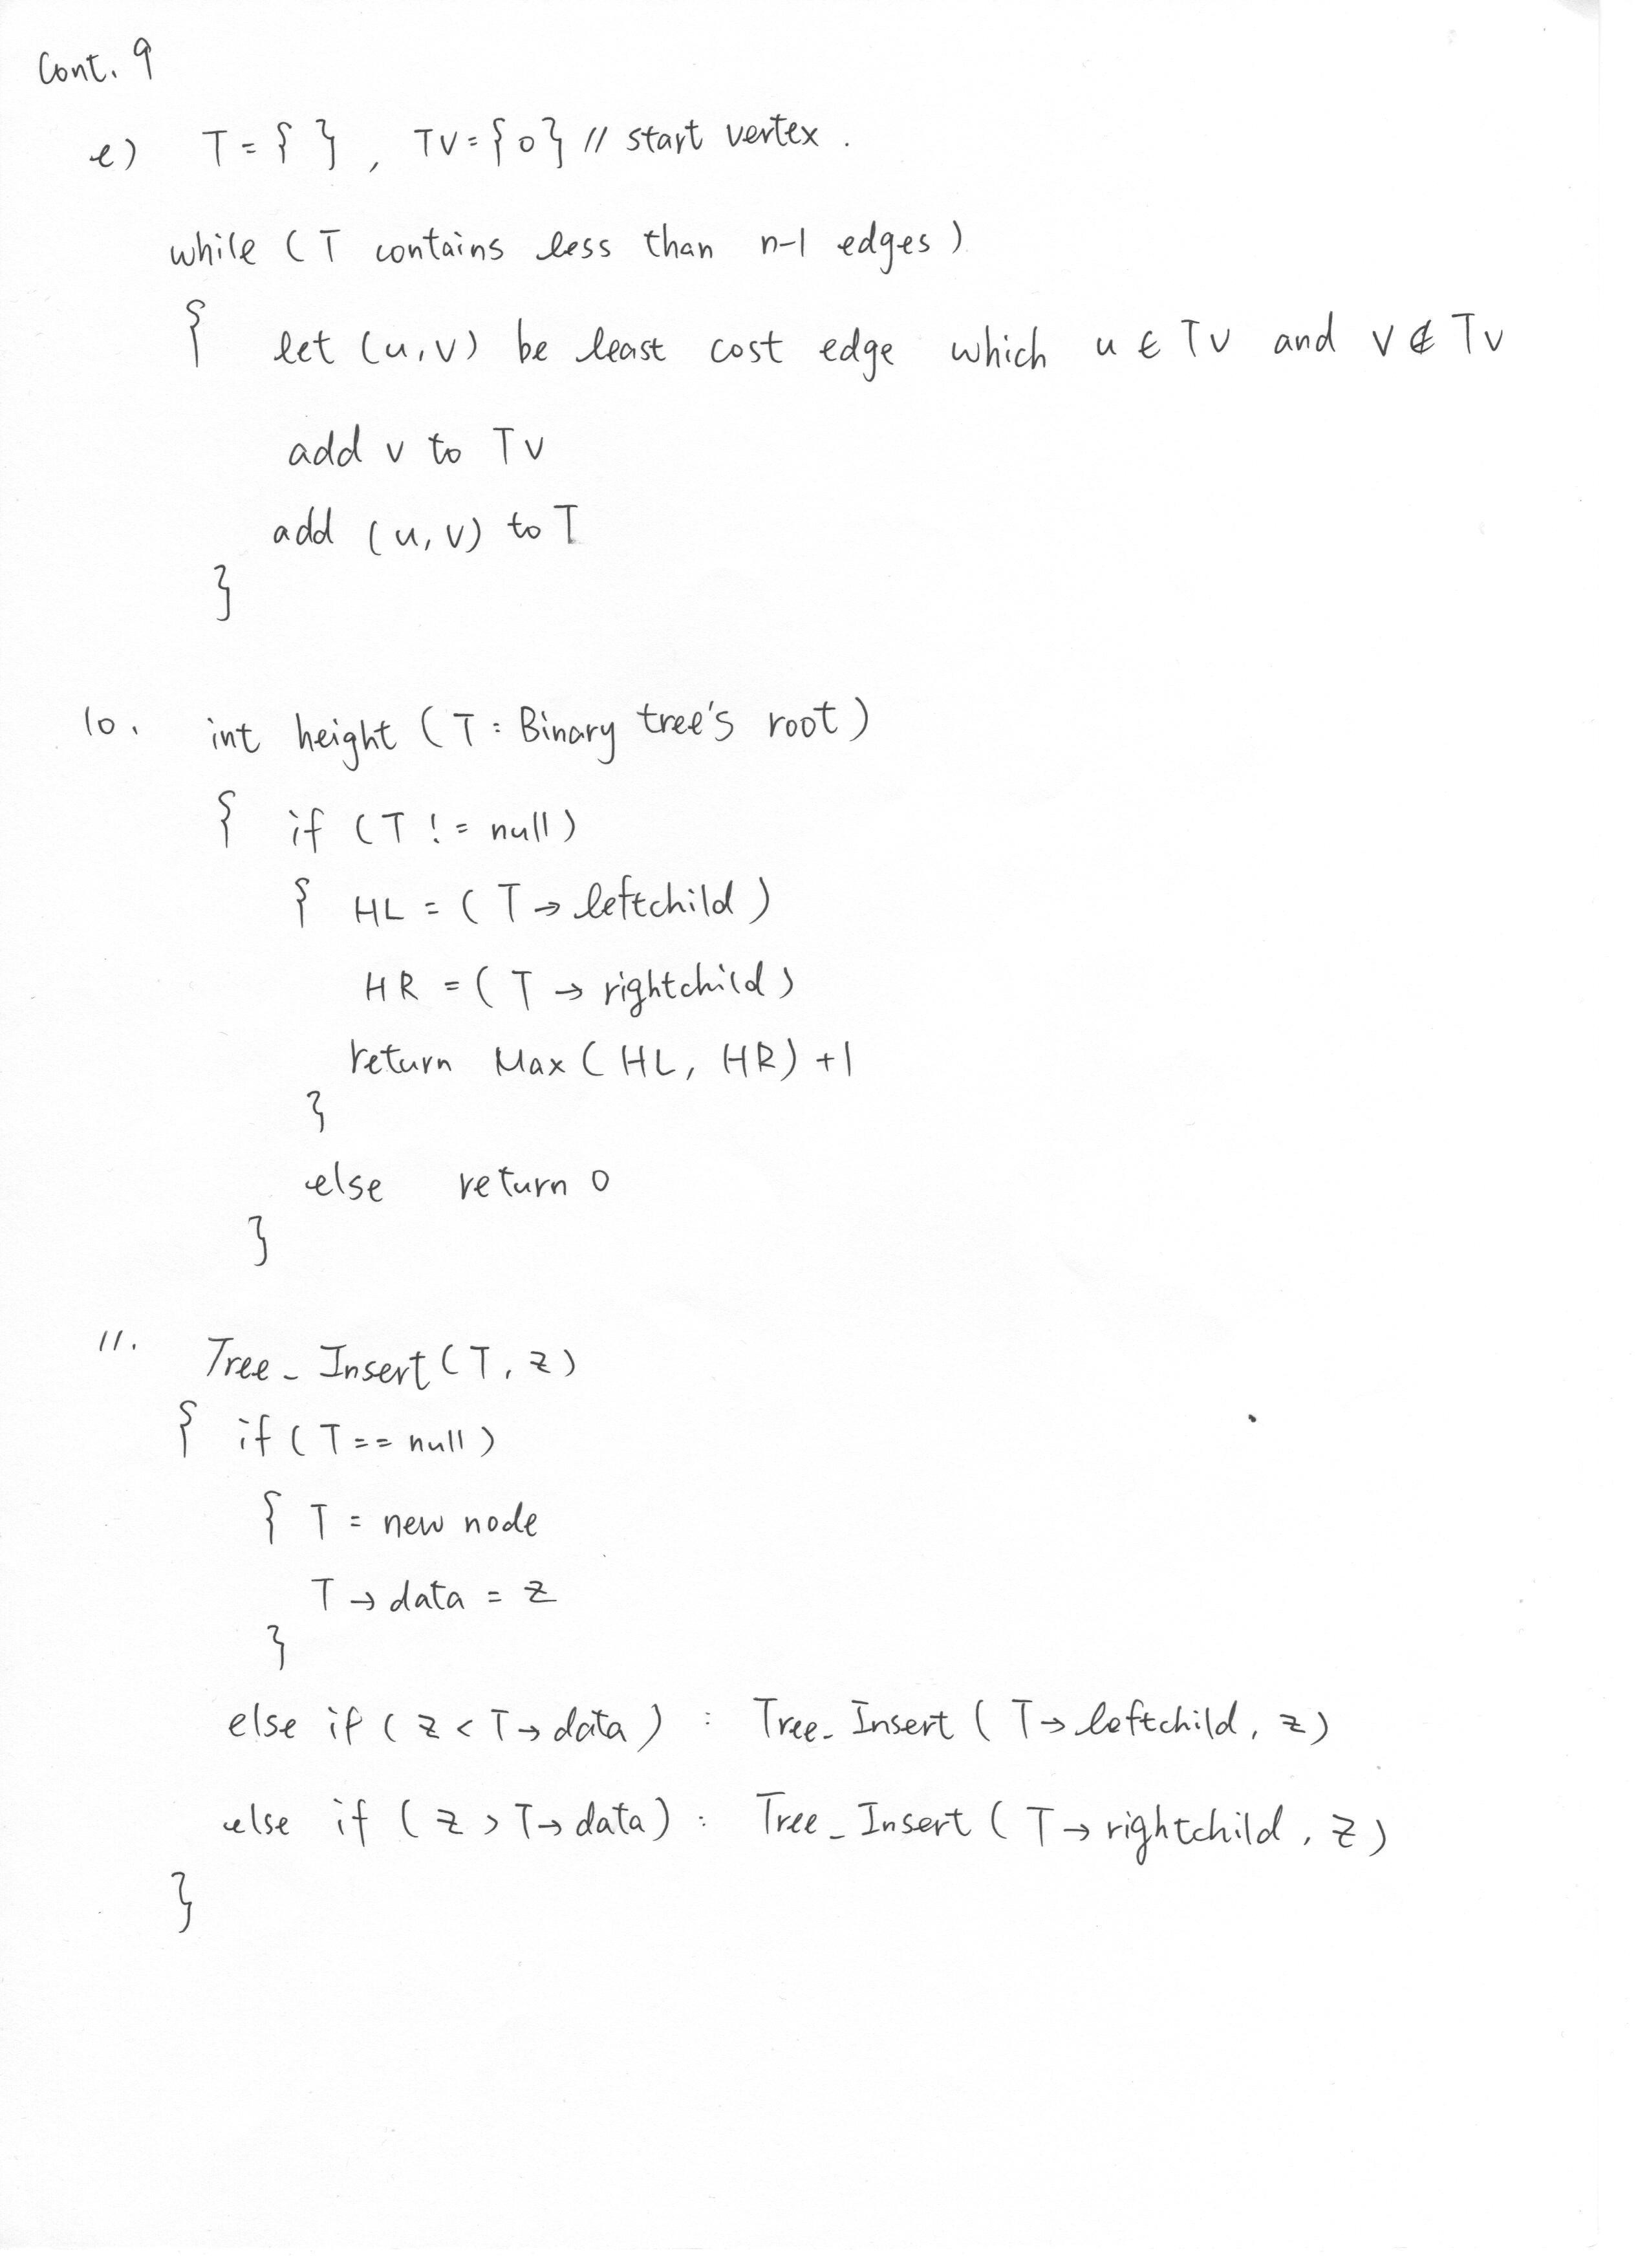 Cont. 9
e) T = { } , TV = {0} // start vertex .
while ( T contains less than n-1 edges )
{ let (u,v) be least cost edge which u ∈ TV and v ∉ TV
add v to TV
add (u,v) to T
}
10. int height ( T : Binary tree's root )
{ if ( T != null )
{ HL = ( T → leftchild )
HR = ( T → rightchild )
return Max ( HL, HR ) +1
}
else return 0
}
11. Tree_Insert ( T, z )
{ if ( T == null )
{ T = new node
T → data = z
}
else if ( z < T → data ) : Tree_Insert ( T → leftchild, z )
else if ( z > T → data ) : Tree_Insert ( T → rightchild, z )
}